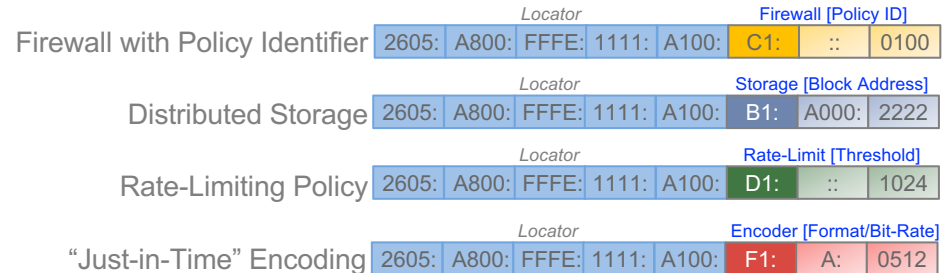 Locator Firewall [Policy ID]
Firewall with Policy Identifier 2605: A800: FFFE: 1111: A100: C1: :: 0100
Locator Storage [Block Address]
Distributed Storage 2605: A800: FFFE: 1111: A100: B1: A000: 2222
Locator Rate-Limit [Threshold]
Rate-Limiting Policy 2605: A800: FFFE: 1111: A100: D1: :: 1024
Locator Encoder [Format/Bit-Rate]
“Just-in-Time” Encoding 2605: A800: FFFE: 1111: A100: F1: A: 0512